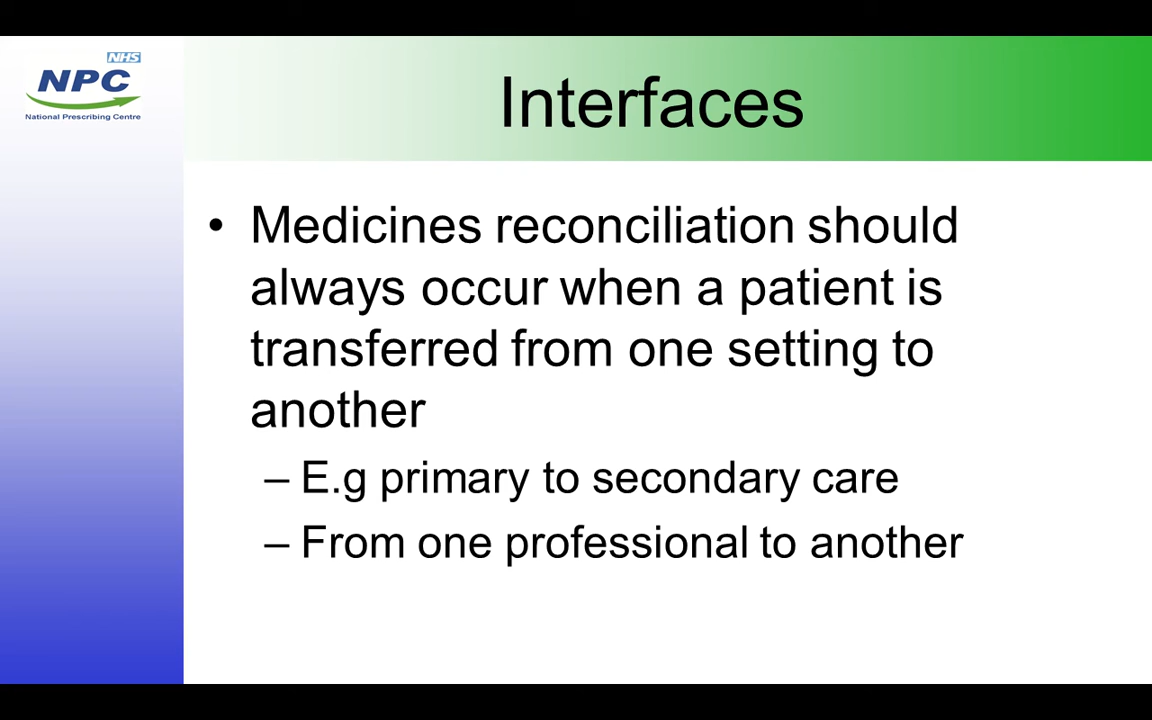 NHS
NPC
National Prescribing Centre
Interfaces
• Medicines reconciliation should
always occur when a patient is
transferred from one setting to
another
– E.g primary to secondary care
– From one professional to another